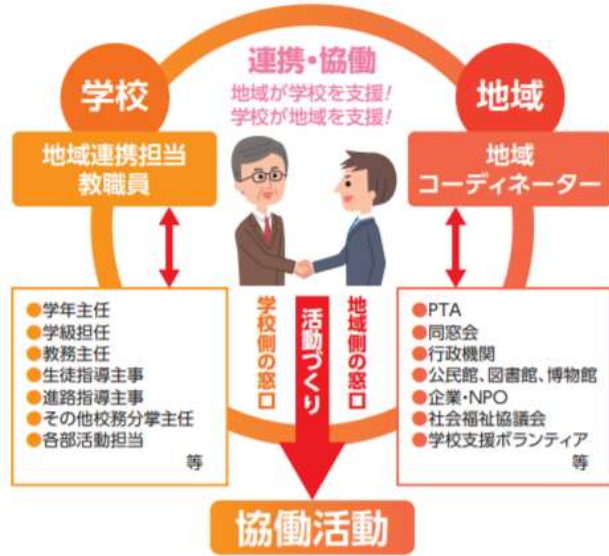 連携・協働
地域が学校を支援!
学校が地域を支援!
学校
地域連携担当
教職員
地域
地域
コーディネーター
●学年主任
●学級担任
●教務主任
●生徒指導主事
●進路指導主事
●その他校務分掌主任
●各部活動担当
等
学校側の窓口
活動づくり
地域側の窓口
●PTA
●同窓会
●行政機関
●公民館、図書館、博物館
●企業・NPO
●社会福祉協議会
●学校支援ボランティア
等
協働活動